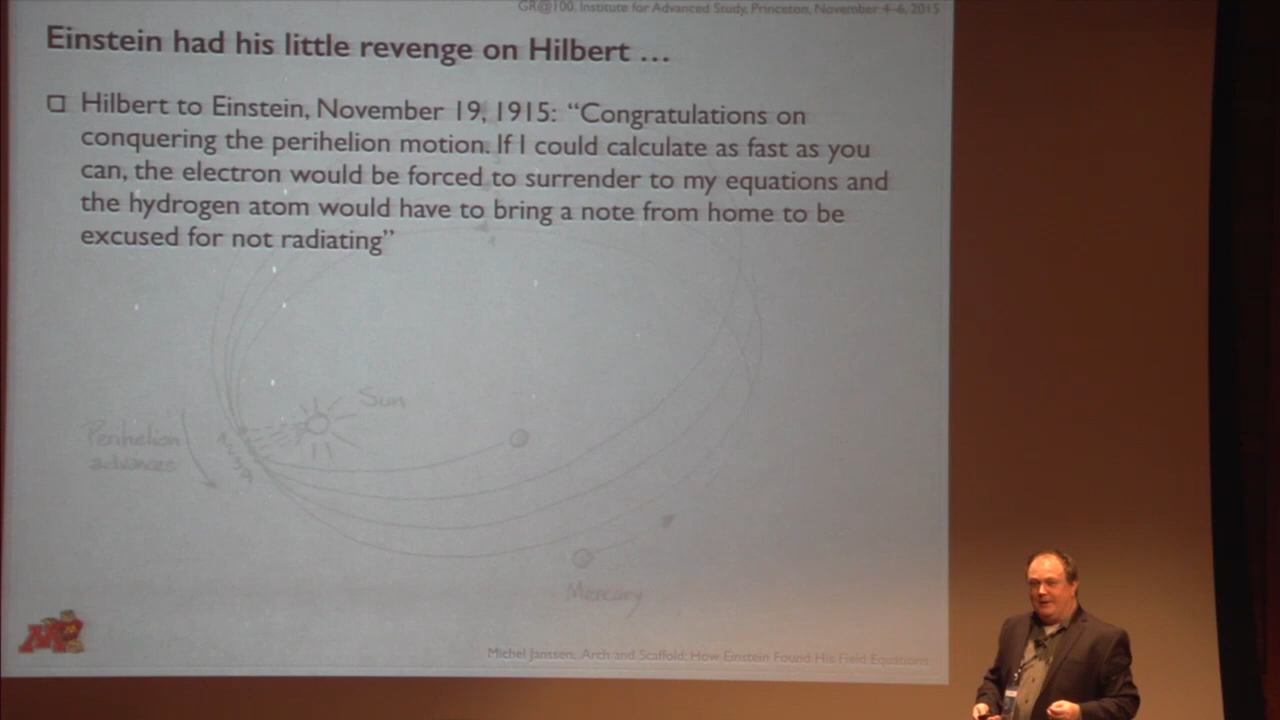 GR@100, Institute for Advanced Study, Princeton, November 4-6, 2015
Einstein had his little revenge on Hilbert …
Hilbert to Einstein, November 19, 1915: “Congratulations on
conquering the perihelion motion. If I could calculate as fast as you
can, the electron would be forced to surrender to my equations and
the hydrogen atom would have to bring a note from home to be
excused for not radiating”
Sun
Perihelion
advances
Mercury
M
Michel Janssen, Arch and Scaffold: How Einstein Found His Field Equations